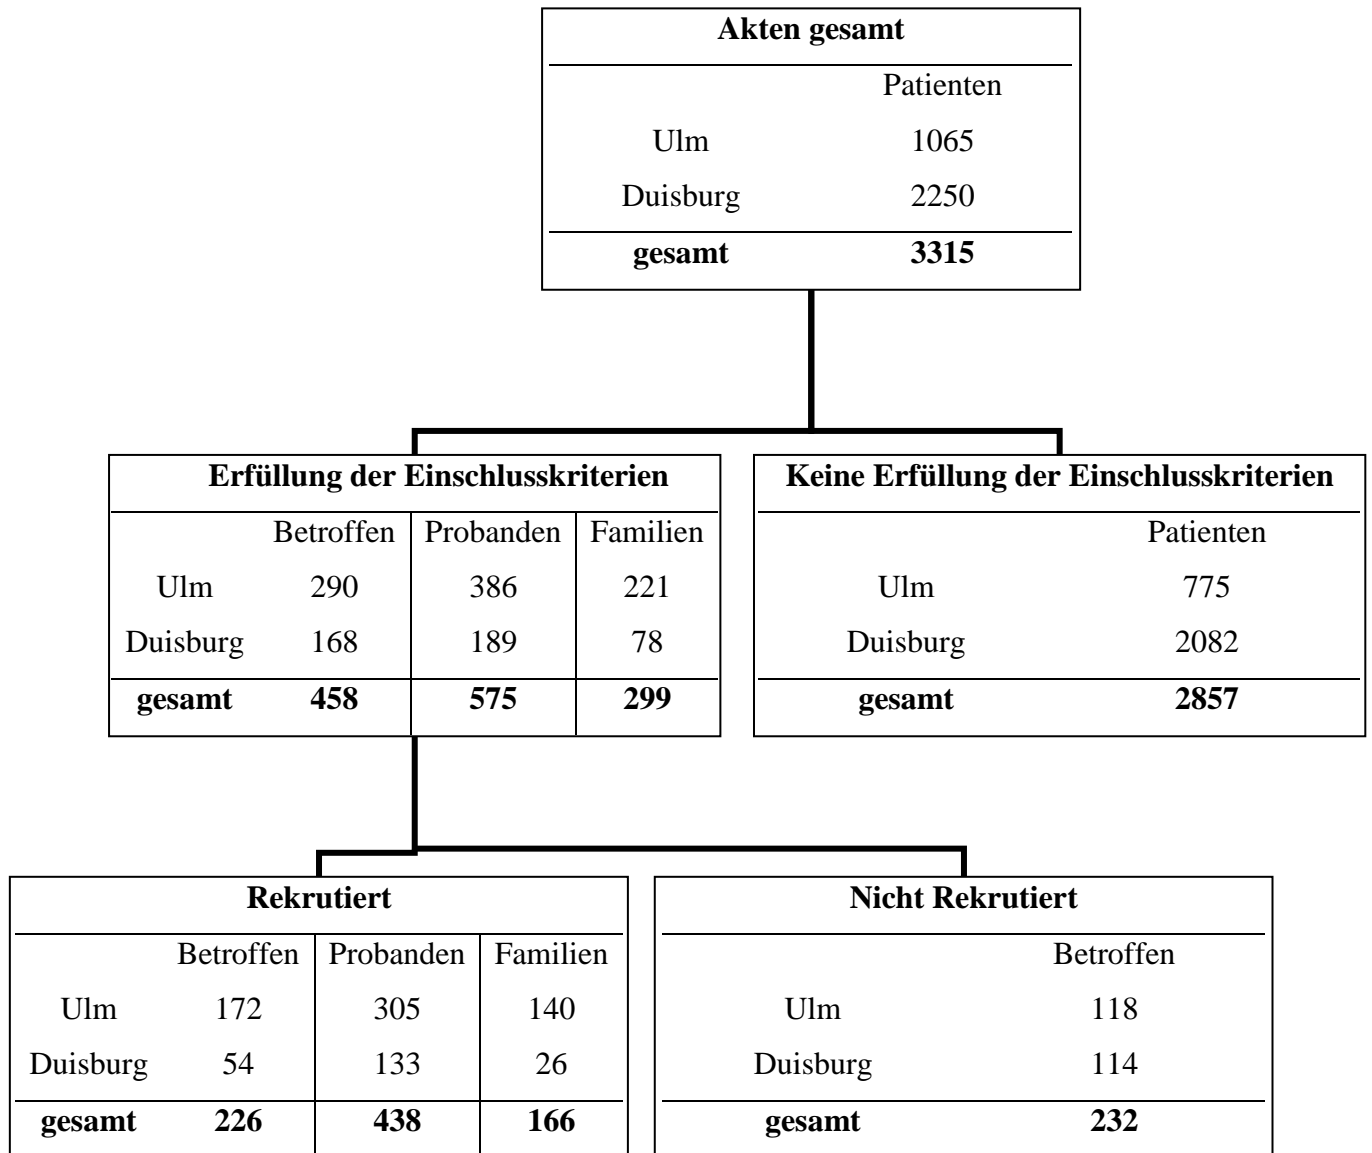 Akten gesamt
Patienten
Ulm 1065
Duisburg 2250
gesamt 3315
Erfüllung der Einschlusskriterien
Betroffen Probanden Familien
Ulm 290 386 221
Duisburg 168 189 78
gesamt 458 575 299
Keine Erfüllung der Einschlusskriterien
Patienten
Ulm 775
Duisburg 2082
gesamt 2857
Rekrutiert
Betroffen Probanden Familien
Ulm 172 305 140
Duisburg 54 133 26
gesamt 226 438 166
Nicht Rekrutiert
Betroffen
Ulm 118
Duisburg 114
gesamt 232